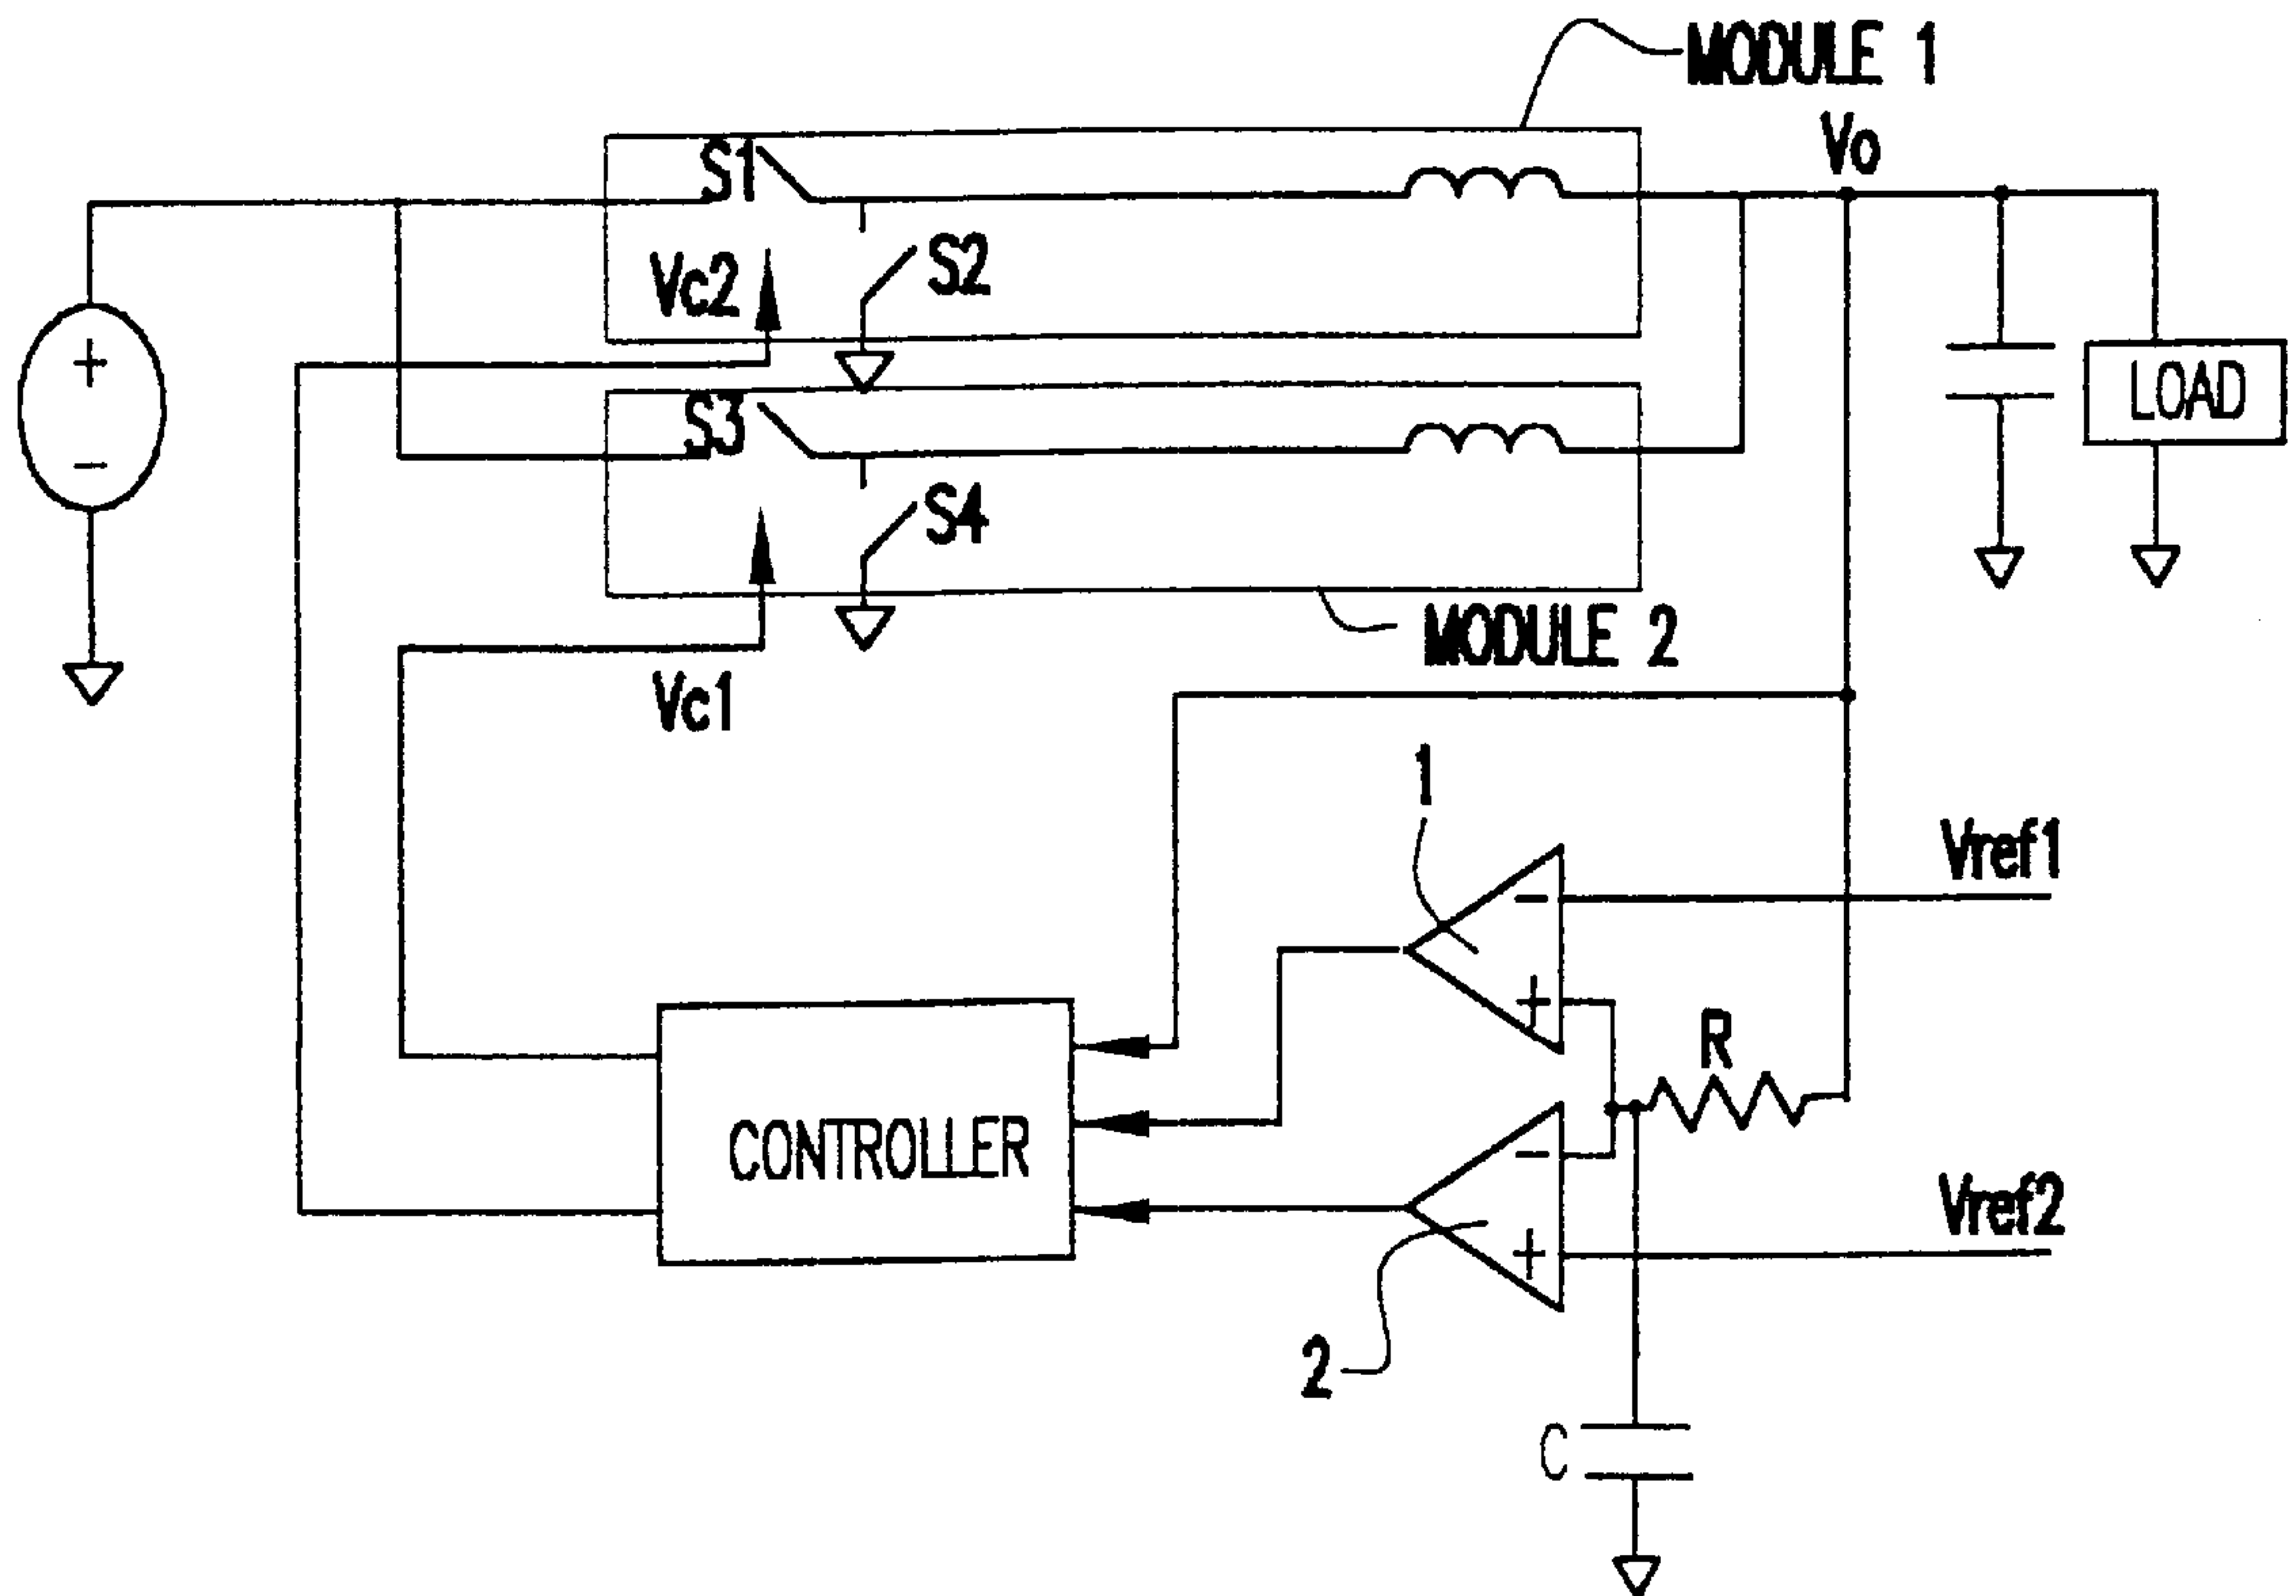 MODULE 1
Vo
S1
S2
Vc2
+
-
LOAD
S3
S4
MODULE 2
Vc1
1
Vref1
-
+
R
CONTROLLER
-
Vref2
+
2
C